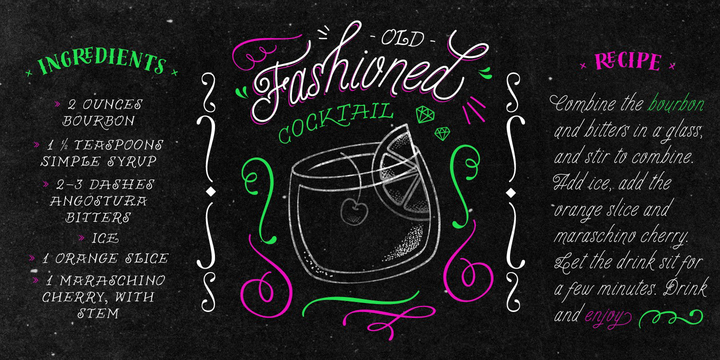 INGREDIENTS
» 2 OUNCES
BOURBON
» 1 ½ TEASPOONS
SIMPLE SYRUP
» 2-3 DASHES
ANGOSTURA
BITTERS
» ICE
» 1 ORANGE SLICE
» 1 MARASCHINO
CHERRY, WITH
STEM
- OLD -
Fashioned
COCKTAIL
RECIPE
Combine the bourbon
and bitters in a glass,
and stir to combine.
Add ice, add the
orange slice and
maraschino cherry.
Let the drink sit for
a few minutes. Drink
and enjoy